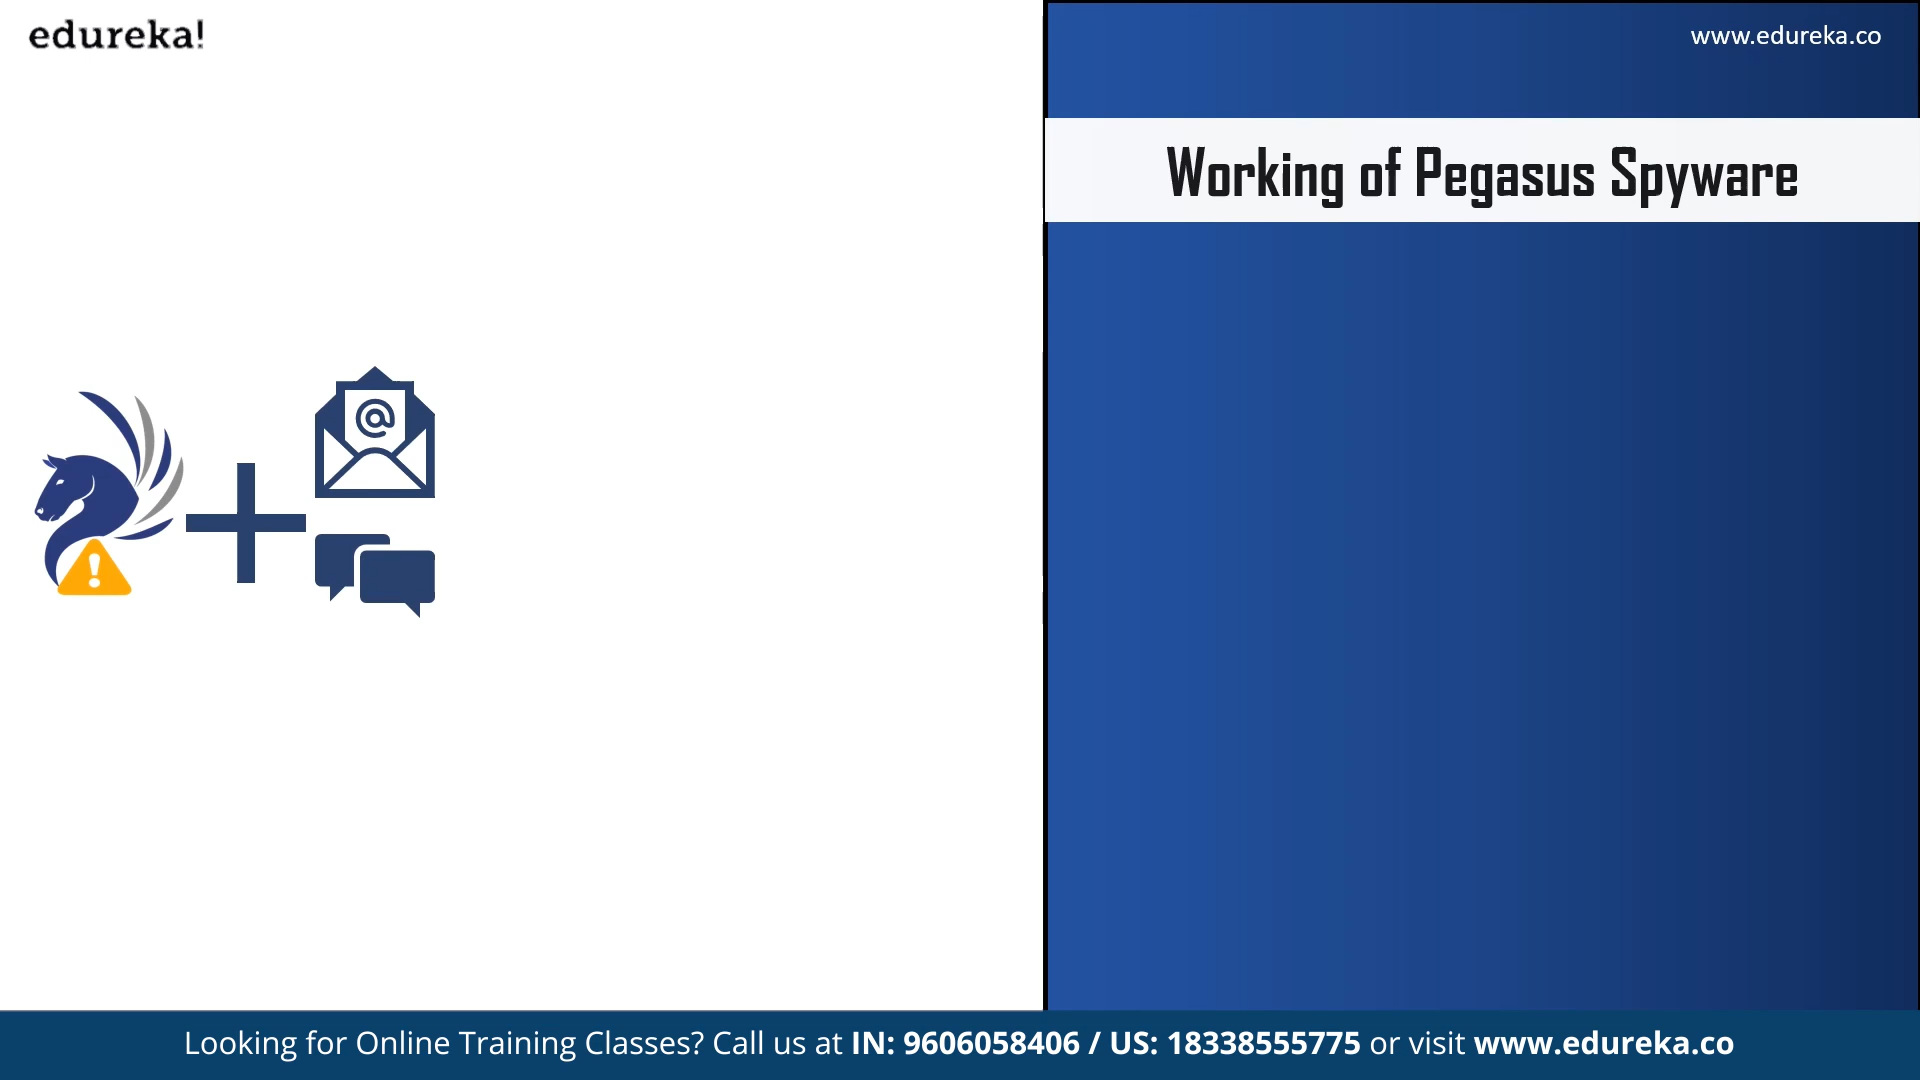 edureka!
www.edureka.co
Working of Pegasus Spyware
@
Looking for Online Training Classes? Call us at IN: 9606058406 / US: 18338555775 or visit www.edureka.co